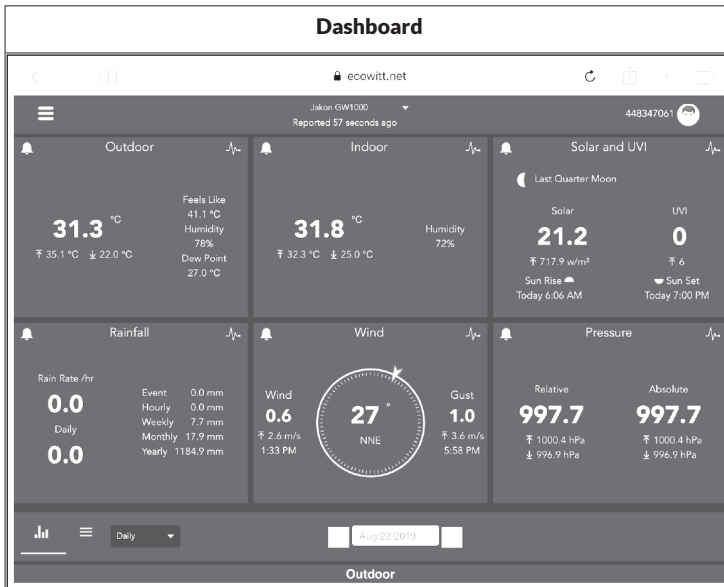 Dashboard
ecowitt.net
Jakon GW1000
Reported 57 seconds ago
448347061
Outdoor
31.3 °C
35.1 °C 22.0 °C
Feels Like
41.1 °C
Humidity
78%
Dew Point
27.0 °C
Indoor
31.8 °C
32.3 °C 25.0 °C
Humidity
72%
Solar and UVI
Last Quarter Moon
Solar
21.2
717.9 w/m²
Sun Rise
Today 6:06 AM
UVI
0
6
Sun Set
Today 7:00 PM
Rainfall
Rain Rate /hr
0.0
Daily
0.0
Event 0.0 mm
Hourly 0.0 mm
Weekly 7.7 mm
Monthly 17.9 mm
Yearly 1184.9 mm
Wind
Wind
0.6
2.6 m/s
1:33 PM
27 °
NNE
Gust
1.0
3.6 m/s
5:58 PM
Pressure
Relative
997.7
1000.4 hPa
996.9 hPa
Absolute
997.7
1000.4 hPa
996.9 hPa
Daily
Aug/22/2019
Outdoor